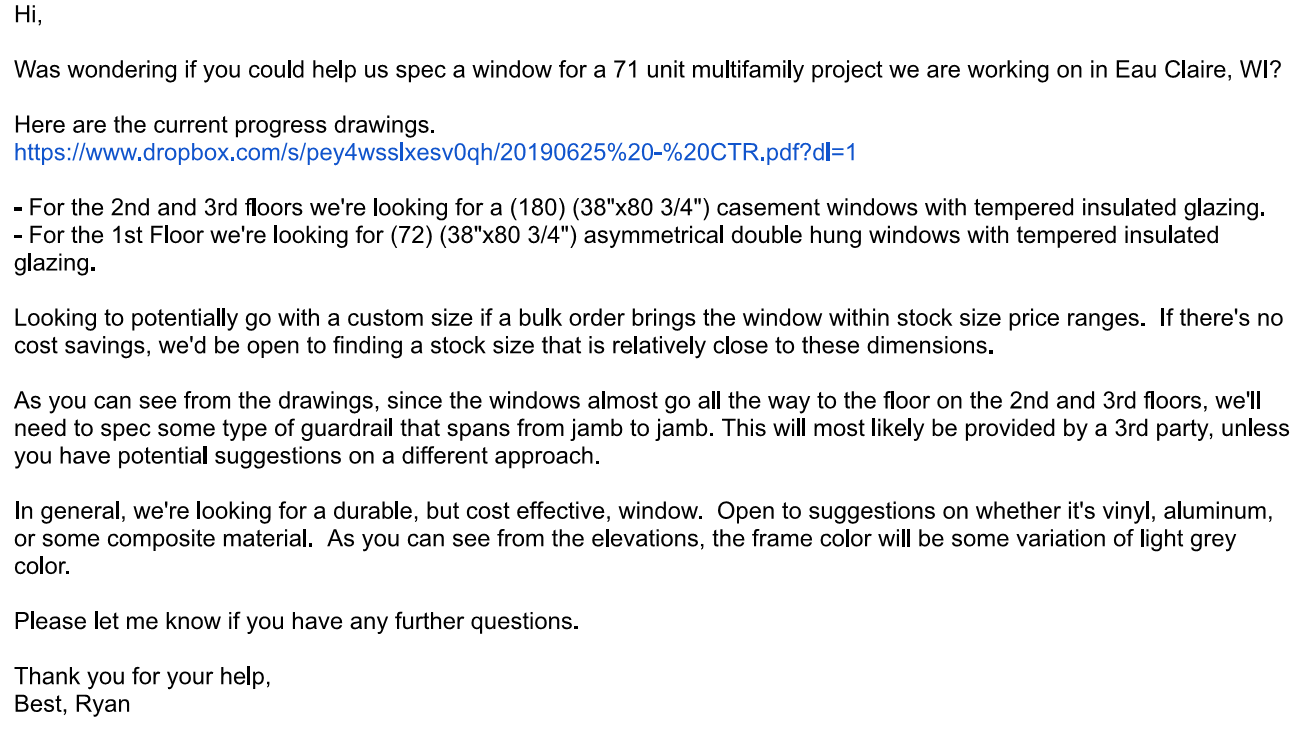 Hi,
Was wondering if you could help us spec a window for a 71 unit multifamily project we are working on in Eau Claire, WI?
Here are the current progress drawings.
https://www.dropbox.com/s/pey4wsslxesv0qh/20190625%20-%20CTR.pdf?dl=1
- For the 2nd and 3rd floors we're looking for a (180) (38"x80 3/4") casement windows with tempered insulated glazing.
- For the 1st Floor we're looking for (72) (38"x80 3/4") asymmetrical double hung windows with tempered insulated
glazing.
Looking to potentially go with a custom size if a bulk order brings the window within stock size price ranges.  If there's no
cost savings, we'd be open to finding a stock size that is relatively close to these dimensions.
As you can see from the drawings, since the windows almost go all the way to the floor on the 2nd and 3rd floors, we'll
need to spec some type of guardrail that spans from jamb to jamb. This will most likely be provided by a 3rd party, unless
you have potential suggestions on a different approach.
In general, we're looking for a durable, but cost effective, window.  Open to suggestions on whether it's vinyl, aluminum,
or some composite material.  As you can see from the elevations, the frame color will be some variation of light grey
color.
Please let me know if you have any further questions.
Thank you for your help,
Best, Ryan